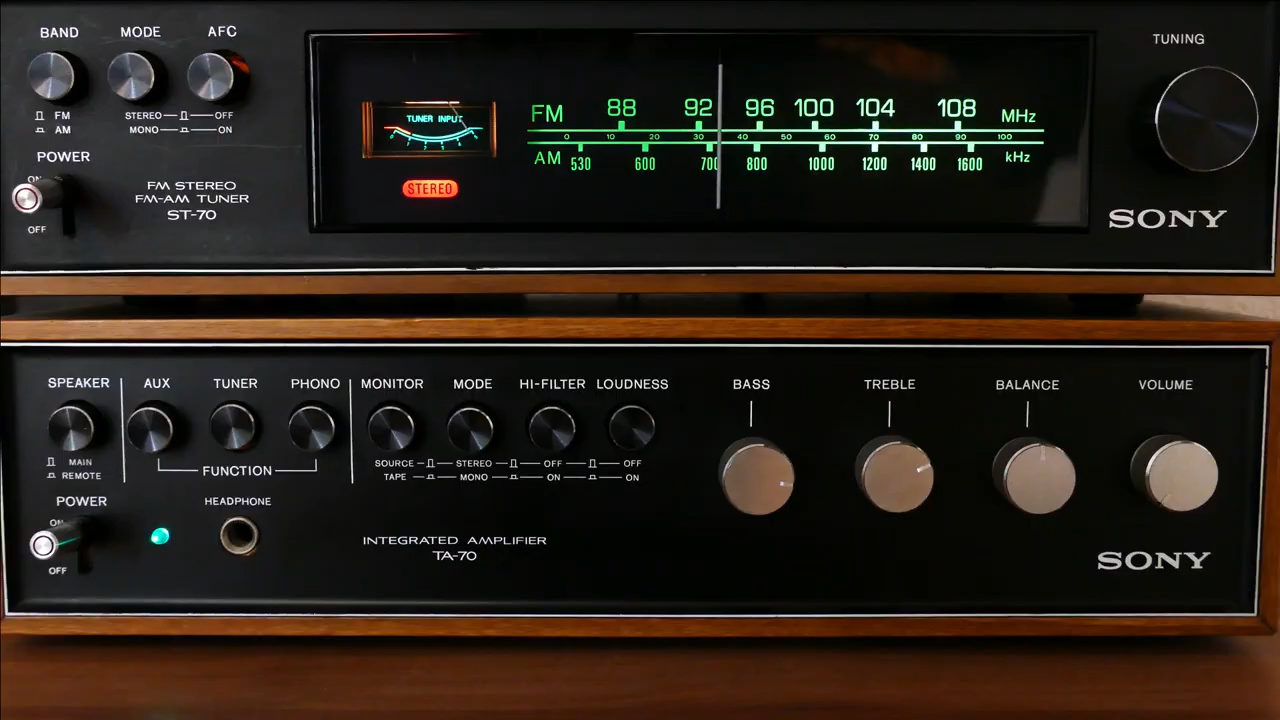 BAND MODE AFC TUNING
FM STEREO OFF
AM MONO ON
POWER
ON
OFF
FM STEREO
FM-AM TUNER
ST-70
TUNER INPUT
STEREO
FM 88 92 96 100 104 108 MHz
0 10 20 30 40 50 60 70 80 90 100
AM 530 600 700 800 1000 1200 1400 1600 kHz
SONY
SPEAKER AUX TUNER PHONO MONITOR MODE HI-FILTER LOUDNESS BASS TREBLE BALANCE VOLUME
MAIN
REMOTE
FUNCTION
SOURCE STEREO OFF OFF
TAPE MONO ON ON
POWER
ON
OFF
HEADPHONE
INTEGRATED AMPLIFIER
TA-70
SONY